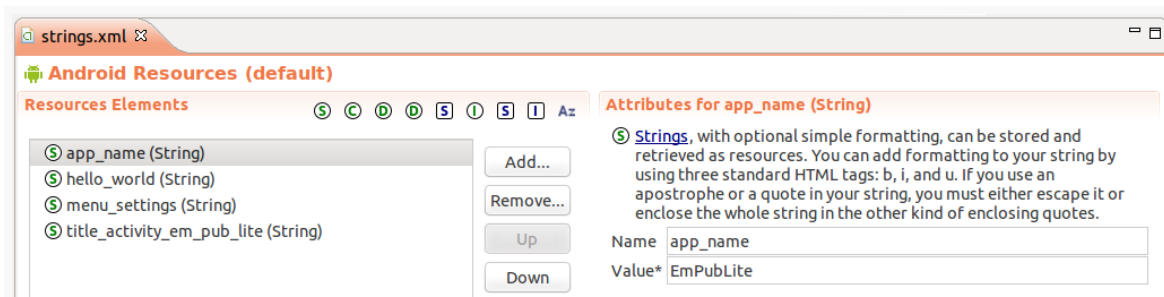 strings.xml
Android Resources (default)
Resources Elements
S C D D S I S I Az
S app_name (String)
S hello_world (String)
S menu_settings (String)
S title_activity_em_pub_lite (String)
Add...
Remove...
Up
Down
Attributes for app_name (String)
S Strings, with optional simple formatting, can be stored and
retrieved as resources. You can add formatting to your string by
using three standard HTML tags: b, i, and u. If you use an
apostrophe or a quote in your string, you must either escape it or
enclose the whole string in the other kind of enclosing quotes.
Name app_name
Value* EmPubLite